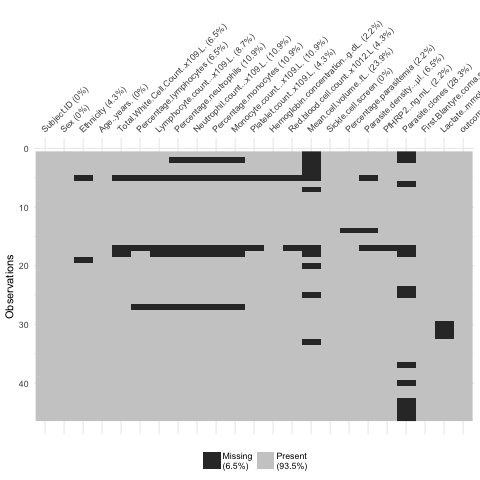 Subject.ID (0%)
Sex (0%)
Ethnicity (4.3%)
Age..years. (0%)
Total.White.Cell.Count..x109.L. (6.5%)
Percentage.lymphocytes (6.5%)
Lymphocyte.count...x109.L. (8.7%)
Percentage.neutrophils (10.9%)
Neutrophil.count...x109.L. (10.9%)
Percentage.monocytes (10.9%)
Monocyte.count...x109.L. (10.9%)
Platelet.count..x109.L. (4.3%)
Hemoglobin.concentration..g.dL. (2.2%)
Red.blood.cell.count..x1012.L (4.3%)
Mean.cell.volume..fL. (23.9%)
Sickle.cell.screen (0%)
Percentage.parasitemia (2.2%)
Parasite.density...µl. (6.5%)
PfHRP2..ng.mL. (2.2%)
Parasite.clones (28.3%)
First.Blantyre.coma.s
Lactate..mmo
outcom
0
10
20
30
40
Observations
Missing
(6.5%)
Present
(93.5%)